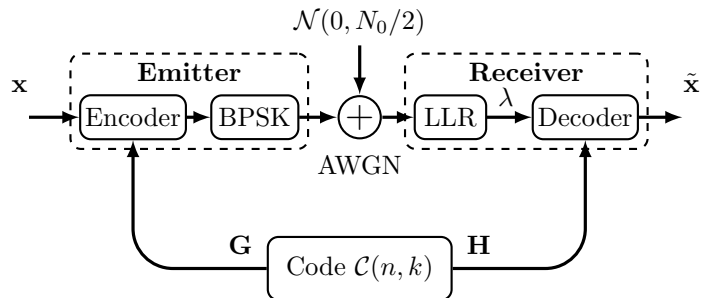 𝒩(0, N₀/2)
x
Emitter
Receiver
x̃
Encoder
BPSK
+
LLR
λ
Decoder
AWGN
G
Code 𝒞(n, k)
H